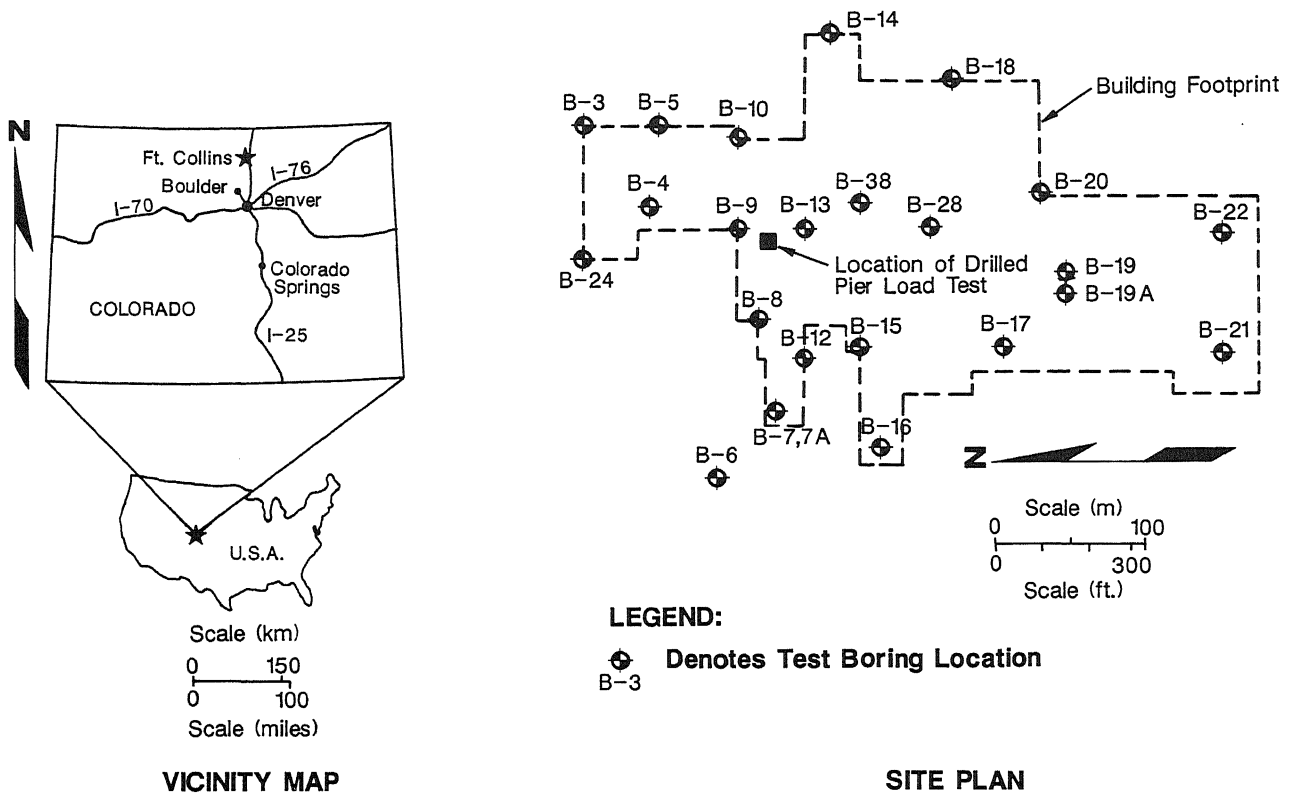 N
Ft. Collins
I-76
Boulder
Denver
I-70
Colorado
Springs
COLORADO
I-25
U.S.A.
Scale (km)
0 150
0 100
Scale (miles)
VICINITY MAP
B-14
B-18
Building Footprint
B-3
B-5
B-10
B-20
B-4
B-9
B-13
B-38
B-28
B-22
B-24
Location of Drilled
Pier Load Test
B-19
B-19A
B-8
B-12
B-15
B-17
B-21
B-7,7A
B-16
B-6
N
Scale (m)
0 100
0 300
Scale (ft.)
LEGEND:
Denotes Test Boring Location
B-3
SITE PLAN